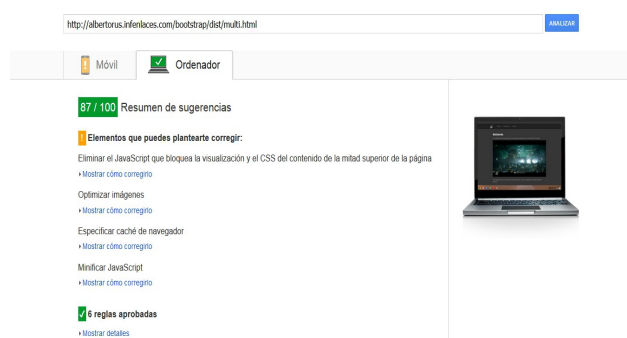 http://albertorus.infenlaces.com/bootstrap/dist/multi.html
ANALIZAR
Móvil
Ordenador
87 / 100 Resumen de sugerencias
! Elementos que puedes plantearte corregir:
Eliminar el JavaScript que bloquea la visualización y el CSS del contenido de la mitad superior de la página
Mostrar cómo corregirlo
Optimizar imágenes
Mostrar cómo corregirlo
Especificar caché de navegador
Mostrar cómo corregirlo
Minificar JavaScript
Mostrar cómo corregirlo
6 reglas aprobadas
Mostrar detalles